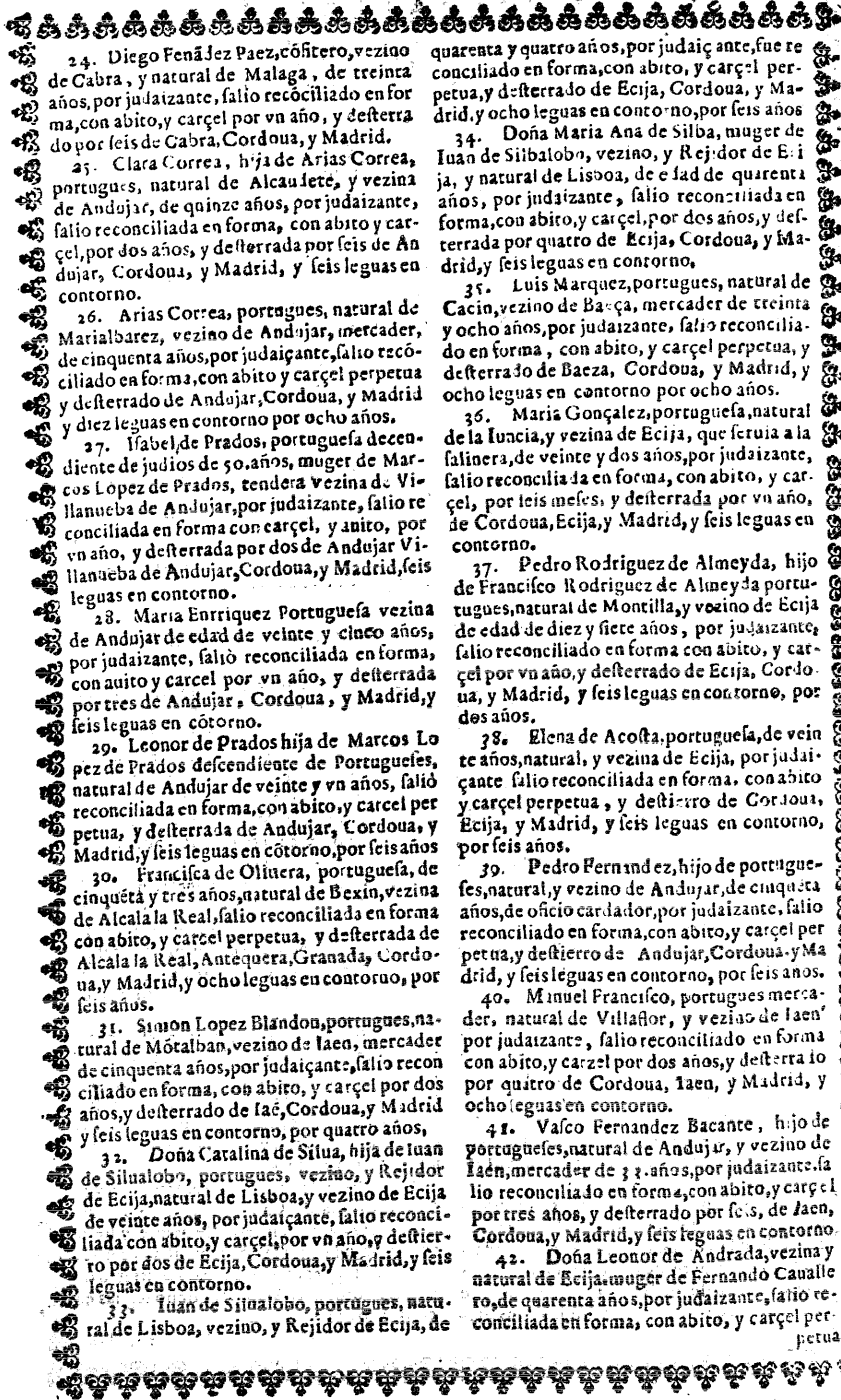 24. Diego Fenãdez Paez, cõfitero, vezino
de Cabra, y natural de Malaga, de treinta
años, por judaizante, salio recõciliado en for
ma, con abito, y carçel por vn año, y desterra
do por seis de Cabra, Cordoua, y Madrid.
25. Clara Correa, hija de Arias Correa,
portugues, natural de Alcaudete, y vezina
de Andujar, de quinze años, por judaizante,
salio reconciliada en forma, con abito y car-
çel, por dos años, y desterrada por seis de An
dujar, Cordoua, y Madrid, y seis leguas en
contorno.
26. Arias Correa, portugues, natural de
Marialbarez, vezino de Andujar, mercader,
de cinquenta años, por judaiçante, salio recõ-
ciliado en forma, con abito y carçel perpetua
y desterrado de Andujar, Cordoua, y Madrid
y diez leguas en contorno por ocho años.
27. Isabel, de Prados, portuguesa decen-
diente de judios de 50. años, muger de Mar-
cos Lopez de Prados, tendera vezina de Vi-
llanueba de Andujar, por judaizante, salio re
conciliada en forma con carçel, y auito, por
vn año, y desterrada por dos de Andujar Vi-
llanueba de Andujar, Cordoua, y Madrid, seis
leguas en contorno.
28. Maria Enrriquez Portuguesa vezina
de Andujar de edad de veinte y cinco años,
por judaizante, saliò reconciliada en forma,
con auito y carcel por vn año, y desterrada
por tres de Andujar, Cordoua, y Madrid, y
seis leguas en cõtorno.
29. Leonor de Prados hija de Marcos Lo
pez de Prados descendiente de Portugueses,
natural de Andujar de veinte y vn años, saliò
reconciliada en forma, con abito, y carcel per
petua, y desterrada de Andujar, Cordoua, y
Madrid, y seis leguas en cõtorno, por seis años
30. Francisca de Oliuera, portuguesa, de
cinquẽta y tres años, natural de Bexin, vezina
de Alcala la Real, salio reconciliada en forma
con abito, y carcel perpetua, y desterrada de
Alcala la Real, Antequera, Granada, Cordo-
ua, y Madrid, y ocho leguas en contorno, por
seis años.
31. Simon Lopez Blandon, portugues, na-
tural de Mõtalban, vezino de Iaen, mercader
de cinquenta años, por judaiçante, salio recon
ciliado en forma, con abito, y carçel por dos
años, y desterrado de Iaẽ, Cordoua, y Madrid
y seis leguas en contorno, por quatro años,
32. Doña Catalina de Silua, hija de Iuan
de Silualobo, portugues, vezino, y Rejidor
de Ecija, natural de Lisboa, y vezino de Ecija
de veinte años, por judaiçante, salio reconci-
liada con abito, y carçel, por vn año, y destier-
ro por dos de Ecija, Cordoua, y Madrid, y seis
leguas en contorno.
33. Iuan de Silualobo, portugues, natu-
ral de Lisboa, vezino, y Rejidor de Ecija, de
quarenta y quatro años, por judaiç ante, fue re
conciliado en forma, con abito, y carçel per-
petua, y desterrado de Ecija, Cordoua, y Ma-
drid, y ocho leguas en contorno, por seis años
34. Doña Maria Ana de Silba, muger de
Iuan de Silbalobo, vezino, y Rejidor de Eci
ja, y natural de Lisboa, de edad de quarenta
años, por judaizante, salio reconciliada en
forma, con abito, y carçel, por dos años, y des-
terrada por quatro de Ecija, Cordoua, y Ma-
drid, y seis leguas en contorno,
35. Luis Marquez, portugues, natural de
Cacin, vezino de Baeça, mercader de treinta
y ocho años, por judaizante, salio reconcilia-
do en forma, con abito, y carçel perpetua, y
desterrado de Baeza, Cordoua, y Madrid, y
ocho leguas en contorno por ocho años.
36. Maria Gonçalez, portuguesa, natural
de la Iuncia, y vezina de Ecija, que seruia a la
salinera, de veinte y dos años, por judaizante,
salio reconciliada en forma, con abito, y car-
çel, por seis meses, y desterrada por vn año,
de Cordoua, Ecija, y Madrid, y seis leguas en
contorno.
37. Pedro Rodriguez de Almeyda, hijo
de Francisco Rodriguez de Almeyda portu-
tugues, natural de Montilla, y vezino de Ecija
de edad de diez y siete años, por judaizante,
salio reconciliado en forma con abito, y car-
çel por vn año, y desterrado de Ecija, Cordo.
ua, y Madrid, y seis leguas en contorno, por
dos años.
38. Elena de Acosta, portuguesa, de vein
te años, natural, y vezina de Ecija, por judai-
çante salio reconciliada en forma, con abito
y carçel perpetua, y destierro de Cordoua,
Ecija, y Madrid, y seis leguas en contorno,
por seis años.
39. Pedro Fernandez, hijo de portugue-
ses, natural, y vezino de Andujar, de cinquẽta
años, de oficio cardador, por judaizante, salio
reconciliado en forma, con abito, y carçel per
petua, y destierro de Andujar, Cordoua, y Ma
drid, y seis leguas en contorno, por seis anos.
40. Manuel Francisco, portugues merca-
der, natural de Villaflor, y vezino de Iaen
por judaizante, salio reconciliado en forma
con abito, y carzel por dos años, y desterrado
por quatro de Cordoua, Iaen, y Madrid, y
ocho leguas en contorno.
41. Vasco Fernandez Bacante, hijo de
portugueses, natural de Andujar, y vezino de
Iaén, mercader de 33. años, por judaizante, sa
lio reconciliado en forma, con abito, y carçel
por tres años, y desterrado por seis, de Jaen,
Cordoua, y Madrid, y seis leguas en contorno
42. Doña Leonor de Andrada, vezina y
natural de Ecija, muger de Fernando Caualle
ro, de quarenta años, por judaizante, salio re-
conciliada en forma, con abito, y carçel per-
petua